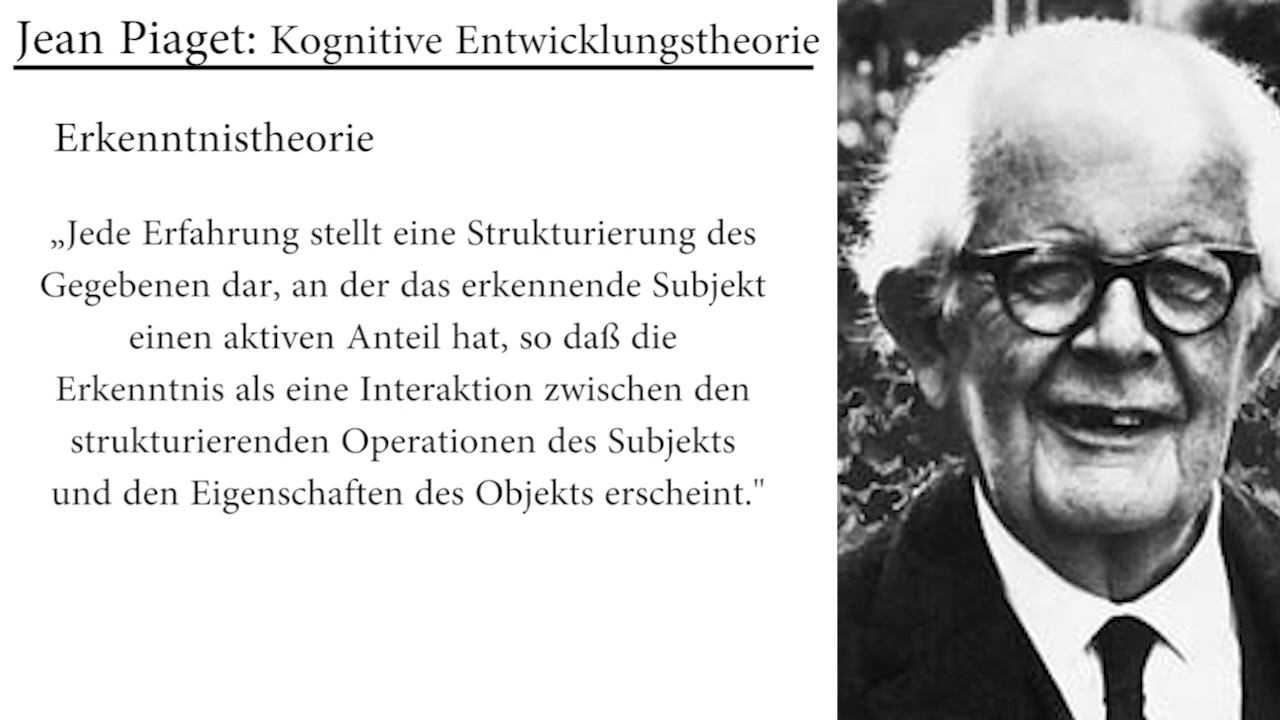 Jean Piaget: Kognitive Entwicklungstheorie
Erkenntnistheorie
„Jede Erfahrung stellt eine Strukturierung des
Gegebenen dar, an der das erkennende Subjekt
einen aktiven Anteil hat, so daß die
Erkenntnis als eine Interaktion zwischen den
strukturierenden Operationen des Subjekts
und den Eigenschaften des Objekts erscheint."